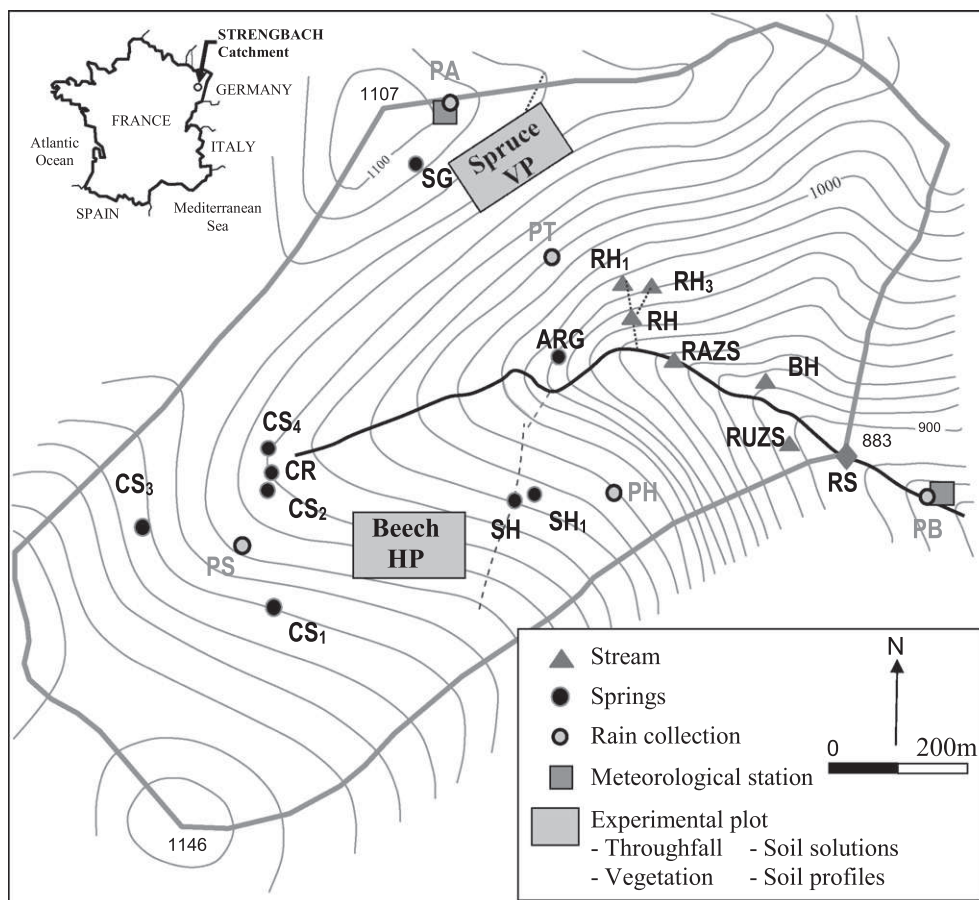 STRENGBACH
Catchment
GERMANY
FRANCE
Atlantic
Ocean
ITALY
SPAIN
Mediterranean
Sea
1107
PA
1100
SG
Spruce
VP
1000
PT
RH1
RH3
RH
ARG
RAZS
BH
CS4
CR
CS3
CS2
RUZS
883
900
RS
PB
PH
SH
SH1
Beech
HP
PS
CS1
1146
Stream
Springs
Rain collection
Meteorological station
Experimental plot
- Throughfall - Soil solutions
- Vegetation - Soil profiles
N
0 200m